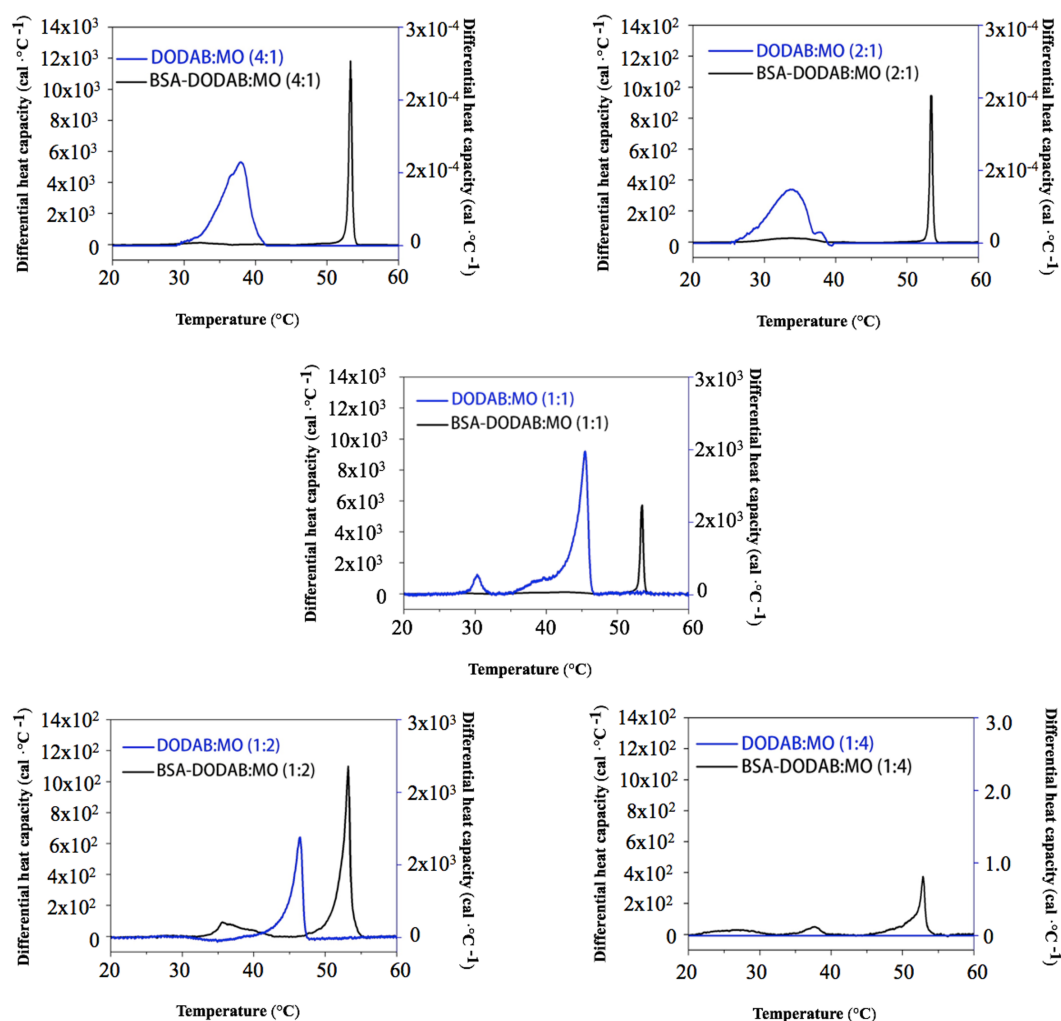 Differential heat capacity (cal ·°C⁻¹)
14x10³
12x10³
10x10³
8x10³
6x10³
4x10³
2x10³
0
DODAB:MO (4:1)
BSA-DODAB:MO (4:1)
3x10⁻⁴
2x10⁻⁴
2x10⁻⁴
0
Differential heat capacity (cal ·°C⁻¹)
20 30 40 50 60
Temperature (°C)
Differential heat capacity (cal ·°C⁻¹)
14x10²
12x10²
10x10²
8x10²
6x10²
4x10²
2x10²
0
DODAB:MO (2:1)
BSA-DODAB:MO (2:1)
3x10⁻⁴
2x10⁻⁴
2x10⁻⁴
0
Differential heat capacity (cal ·°C⁻¹)
20 30 40 50 60
Temperature (°C)
Differential heat capacity (cal ·°C⁻¹)
14x10³
12x10³
10x10³
8x10³
6x10³
4x10³
2x10³
0
DODAB:MO (1:1)
BSA-DODAB:MO (1:1)
3x10³
2x10³
2x10³
0
Differential heat capacity (cal ·°C⁻¹)
20 30 40 50 60
Temperature (°C)
Differential heat capacity (cal ·°C⁻¹)
14x10²
12x10²
10x10²
8x10²
6x10²
4x10²
2x10²
0
DODAB:MO (1:2)
BSA-DODAB:MO (1:2)
3x10³
2x10³
2x10³
0
Differential heat capacity (cal ·°C⁻¹)
20 30 40 50 60
Temperature (°C)
Differential heat capacity (cal ·°C⁻¹)
14x10²
12x10²
10x10²
8x10²
6x10²
4x10²
2x10²
0
DODAB:MO (1:4)
BSA-DODAB:MO (1:4)
3.0
2.0
1.0
0
Differential heat capacity (cal ·°C⁻¹)
20 30 40 50 60
Temperature (°C)